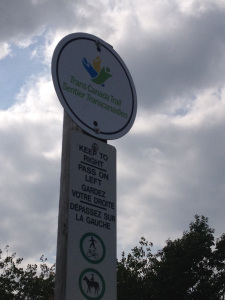 Trans Canada Trail
Sentier Transcanadien
KEEP TO
RIGHT
PASS ON
LEFT
GARDEZ
VOTRE DROITE
DÉPASSEZ SUR
LA GAUCHE